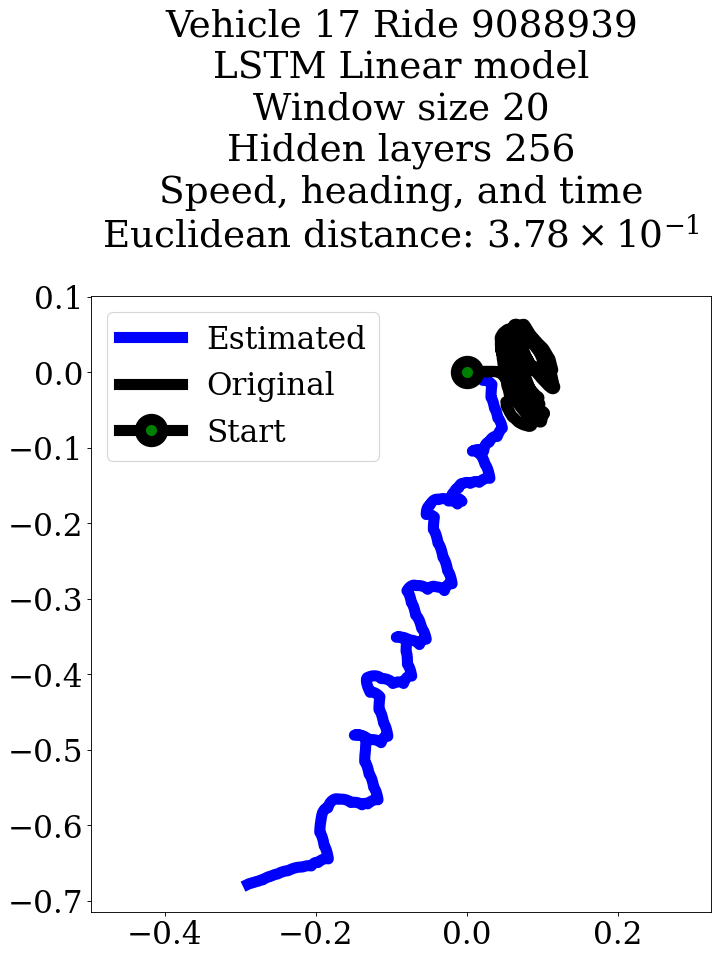 Vehicle 17 Ride 9088939
LSTM Linear model
Window size 20
Hidden layers 256
Speed, heading, and time
Euclidean distance: 3.78 × 10⁻¹
Estimated
Original
Start
0.1
0.0
−0.1
−0.2
−0.3
−0.4
−0.5
−0.6
−0.7
−0.4 −0.2 0.0 0.2